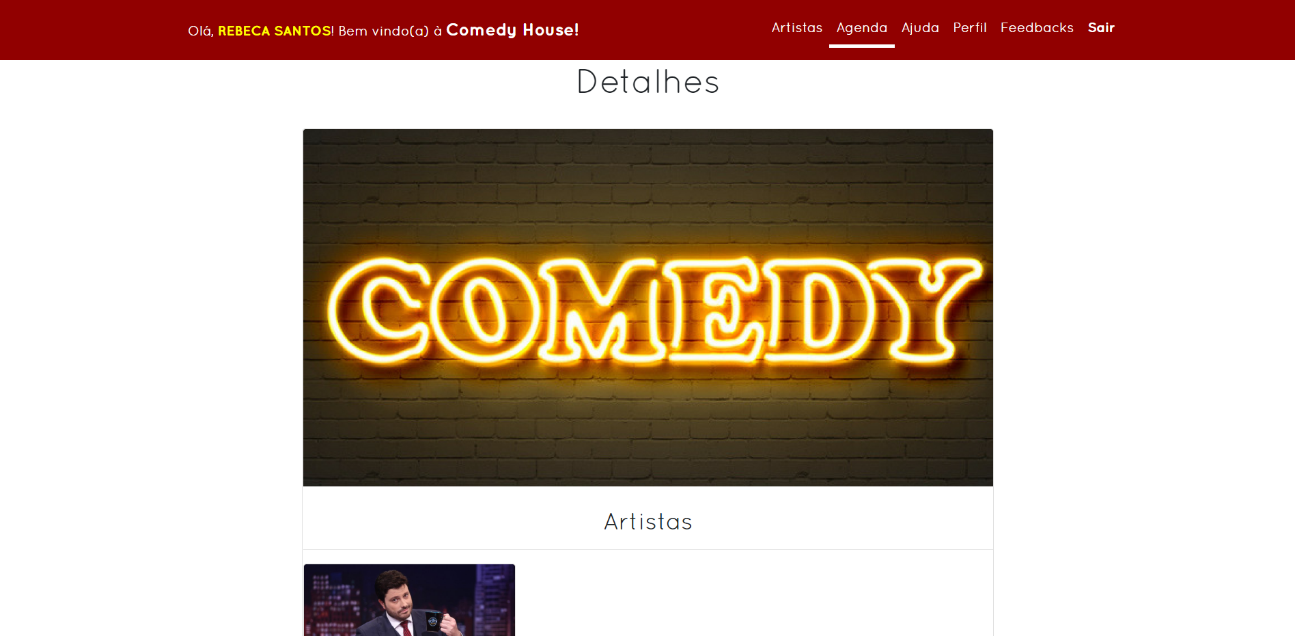 Olá, REBECA SANTOS! Bem vindo(a) à Comedy House!
Artistas Agenda Ajuda Perfil Feedbacks Sair
Detalhes
COMEDY
Artistas